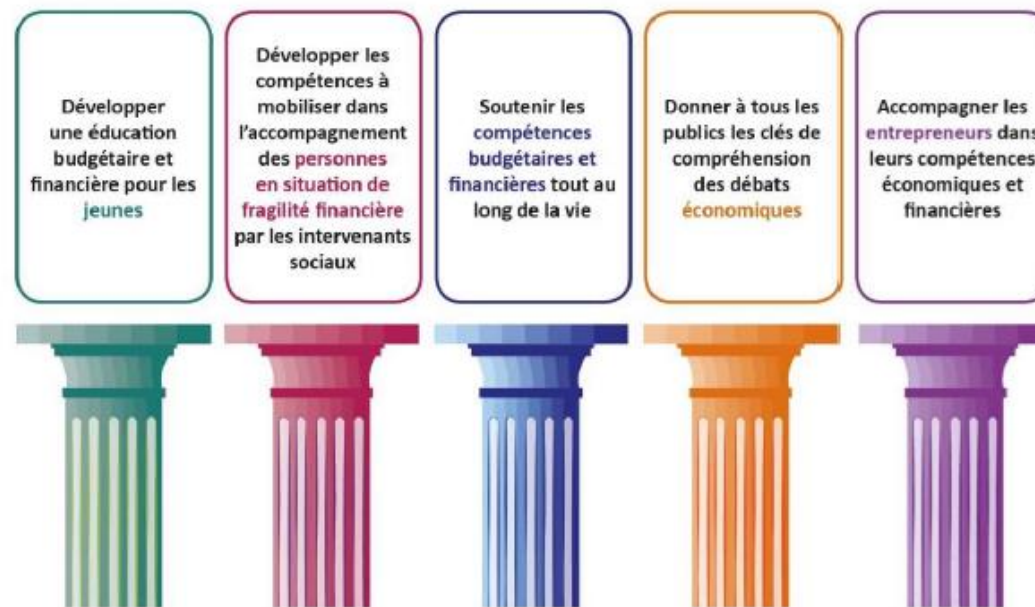 Développer
une éducation
budgétaire et
financière pour les
jeunes
Développer les
compétences à
mobiliser dans
l'accompagnement
des personnes
en situation de
fragilité financière
par les intervenants
sociaux
Soutenir les
compétences
budgétaires et
financières tout au
long de la vie
Donner à tous les
publics les clés de
compréhension
des débats
économiques
Accompagner les
entrepreneurs dans
leurs compétences
économiques et
financières